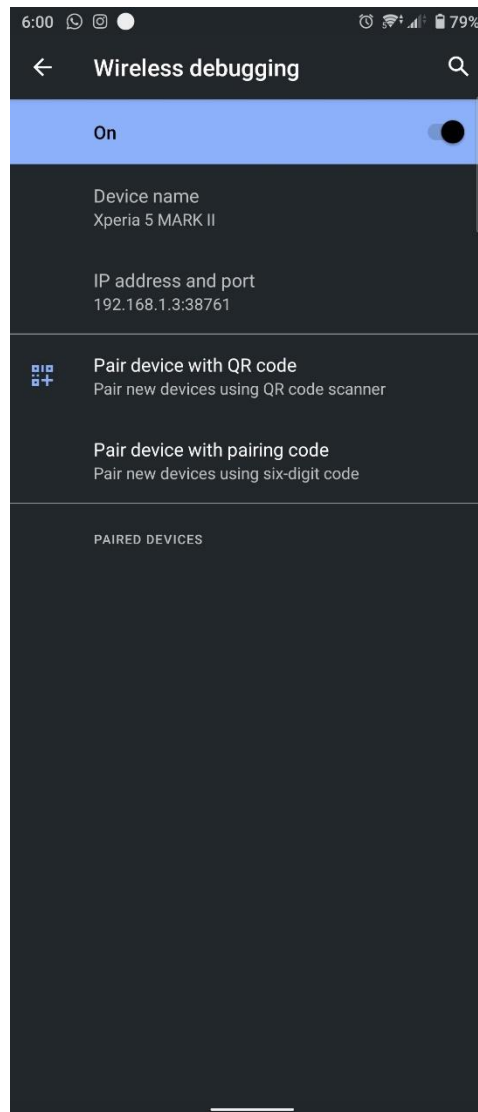 6:00 79%
Wireless debugging
On
Device name
Xperia 5 MARK II
IP address and port
192.168.1.3:38761
Pair device with QR code
Pair new devices using QR code scanner
Pair device with pairing code
Pair new devices using six-digit code
PAIRED DEVICES